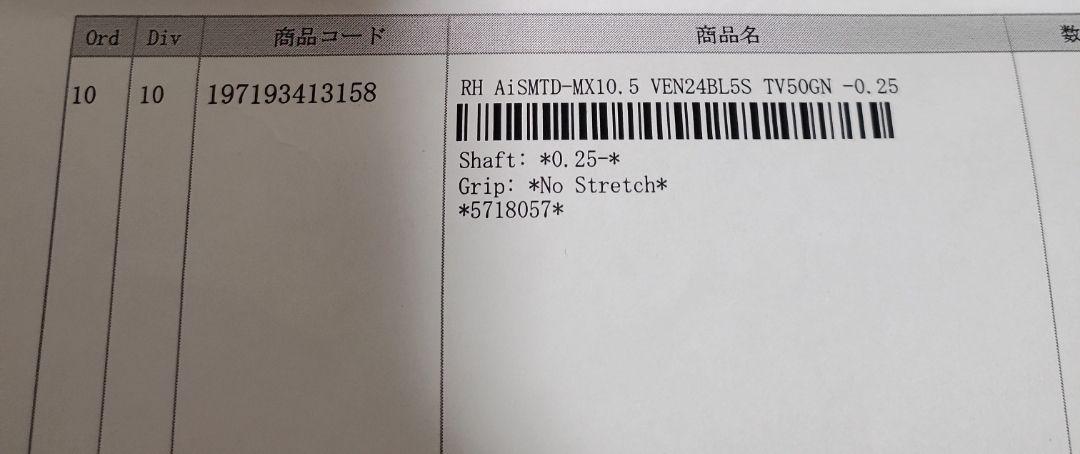 Ord Div 商品コード 商品名 数
10 10 197193413158 RH AiSMTD-MX10.5 VEN24BL5S TV50GN -0.25
Shaft: *0.25-*
Grip: *No Stretch*
*5718057*